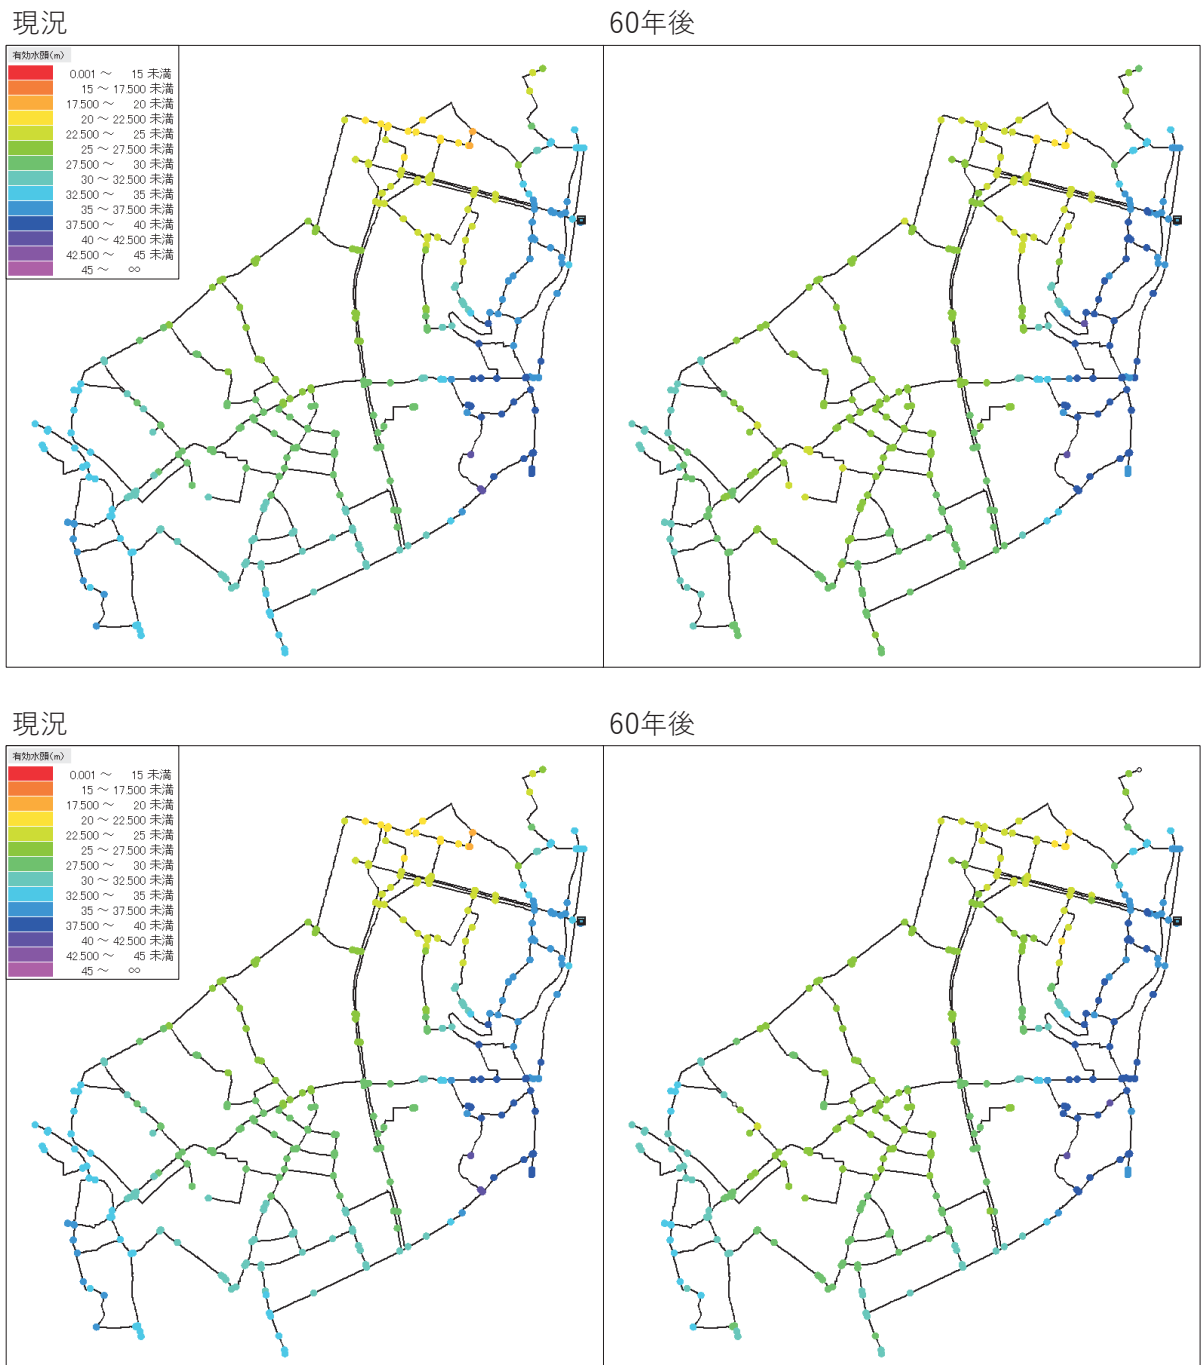 現況
60年後
有効水頭(m)
0.001 ～ 15 未満
15 ～ 17.500 未満
17.500 ～ 20 未満
20 ～ 22.500 未満
22.500 ～ 25 未満
25 ～ 27.500 未満
27.500 ～ 30 未満
30 ～ 32.500 未満
32.500 ～ 35 未満
35 ～ 37.500 未満
37.500 ～ 40 未満
40 ～ 42.500 未満
42.500 ～ 45 未満
45 ～ ∞
現況
60年後
有効水頭(m)
0.001 ～ 15 未満
15 ～ 17.500 未満
17.500 ～ 20 未満
20 ～ 22.500 未満
22.500 ～ 25 未満
25 ～ 27.500 未満
27.500 ～ 30 未満
30 ～ 32.500 未満
32.500 ～ 35 未満
35 ～ 37.500 未満
37.500 ～ 40 未満
40 ～ 42.500 未満
42.500 ～ 45 未満
45 ～ ∞